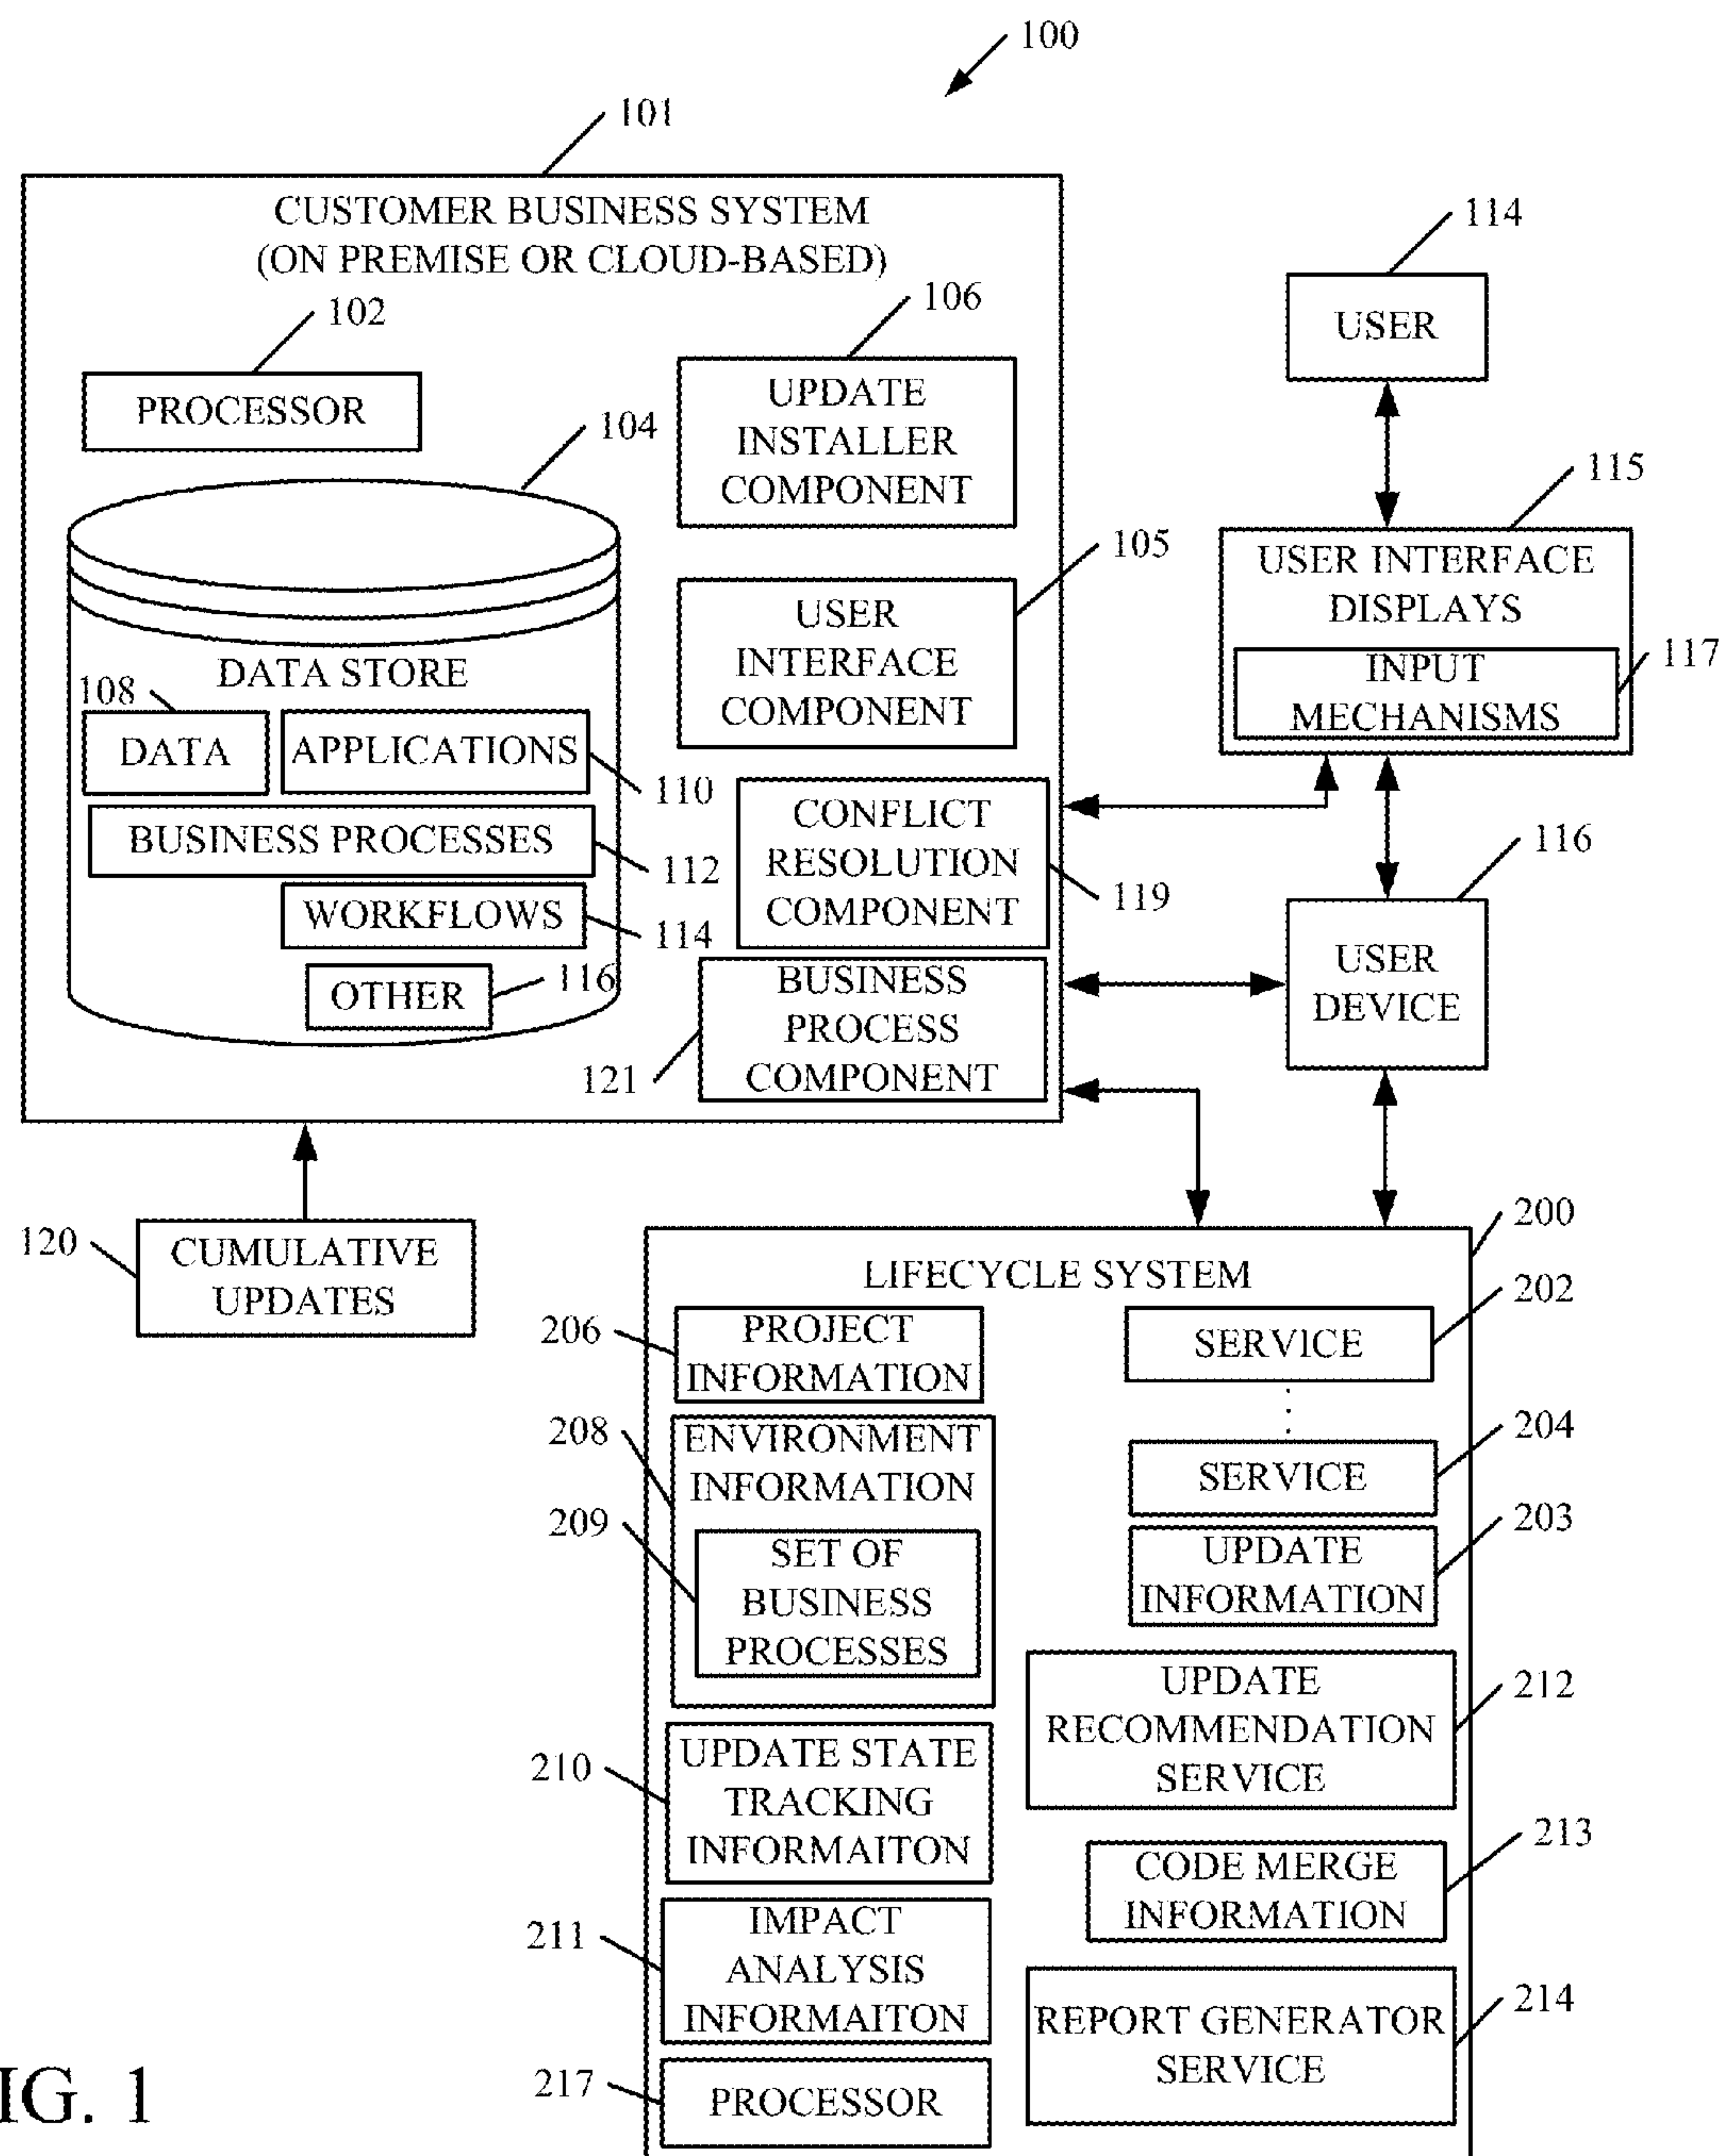 100
101
CUSTOMER BUSINESS SYSTEM
(ON PREMISE OR CLOUD-BASED)
102
PROCESSOR
104
106
UPDATE
INSTALLER
COMPONENT
105
USER
INTERFACE
COMPONENT
DATA STORE
108
DATA
APPLICATIONS
110
BUSINESS PROCESSES
112
WORKFLOWS
114
OTHER
116
CONFLICT
RESOLUTION
COMPONENT
119
BUSINESS
PROCESS
COMPONENT
121
114
USER
115
USER INTERFACE
DISPLAYS
INPUT
MECHANISMS
117
116
USER
DEVICE
120
CUMULATIVE
UPDATES
200
LIFECYCLE SYSTEM
206
PROJECT
INFORMATION
202
SERVICE
208
ENVIRONMENT
INFORMATION
204
SERVICE
209
SET OF
BUSINESS
PROCESSES
203
UPDATE
INFORMATION
212
UPDATE
RECOMMENDATION
SERVICE
210
UPDATE STATE
TRACKING
INFORMAITON
213
CODE MERGE
INFORMATION
211
IMPACT
ANALYSIS
INFORMAITON
214
REPORT GENERATOR
SERVICE
217
PROCESSOR
IG. 1